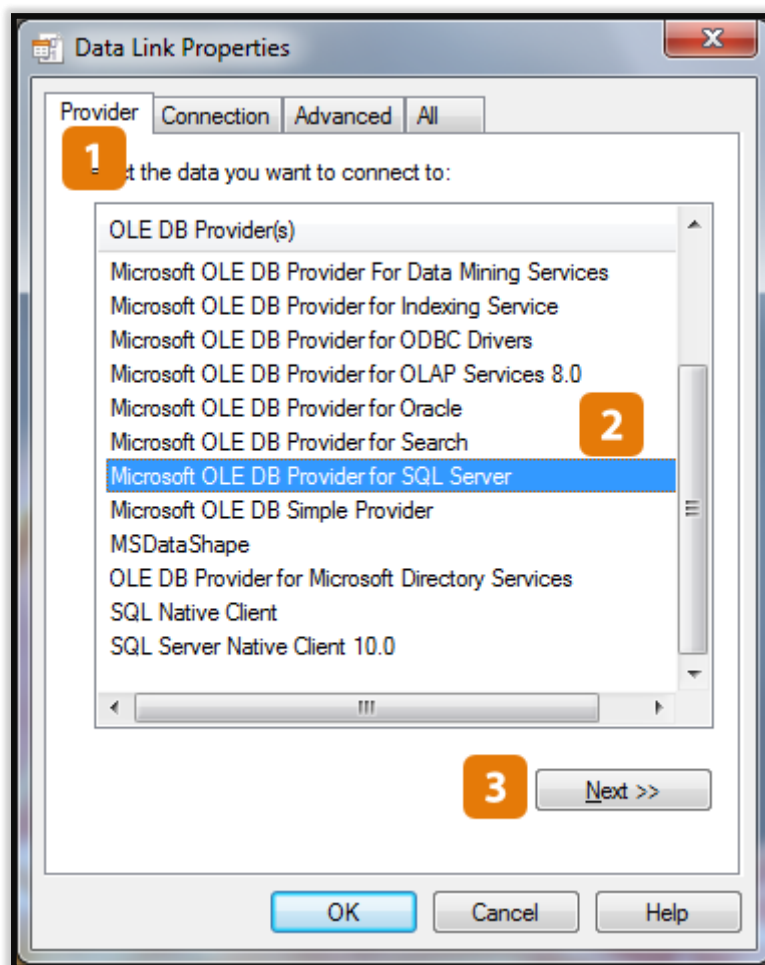 Data Link Properties
Provider Connection Advanced All
1
t the data you want to connect to:
OLE DB Provider(s)
Microsoft OLE DB Provider For Data Mining Services
Microsoft OLE DB Provider for Indexing Service
Microsoft OLE DB Provider for ODBC Drivers
Microsoft OLE DB Provider for OLAP Services 8.0
Microsoft OLE DB Provider for Oracle
2
Microsoft OLE DB Provider for Search
Microsoft OLE DB Provider for SQL Server
Microsoft OLE DB Simple Provider
MSDataShape
OLE DB Provider for Microsoft Directory Services
SQL Native Client
SQL Server Native Client 10.0
3 Next >>
OK Cancel Help